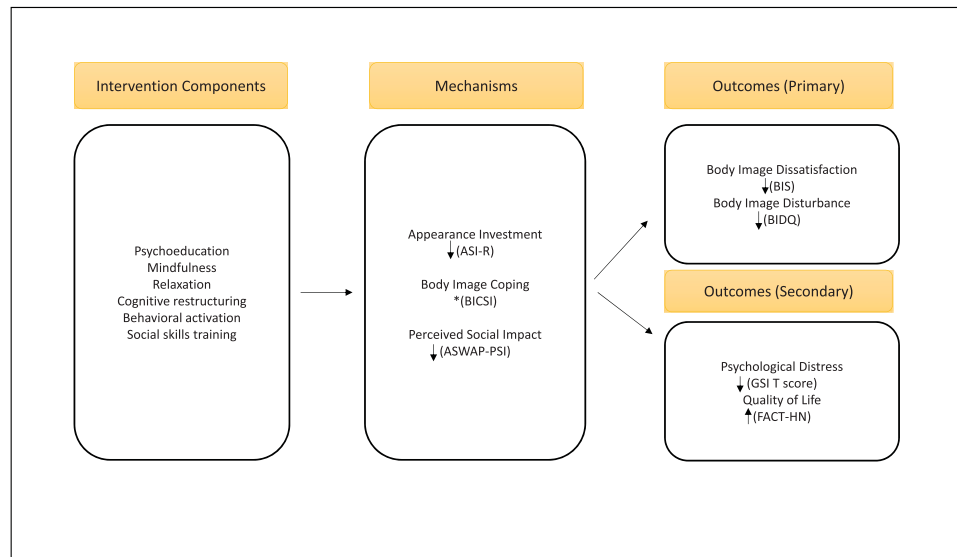 Intervention Components
Psychoeducation
Mindfulness
Relaxation
Cognitive restructuring
Behavioral activation
Social skills training
Mechanisms
Appearance Investment
(ASI-R)
Body Image Coping
*(BICSI)
Perceived Social Impact
(ASWAP-PSI)
Outcomes (Primary)
Body Image Dissatisfaction
(BIS)
Body Image Disturbance
(BIDQ)
Outcomes (Secondary)
Psychological Distress
(GSI T score)
Quality of Life
(FACT-HN)